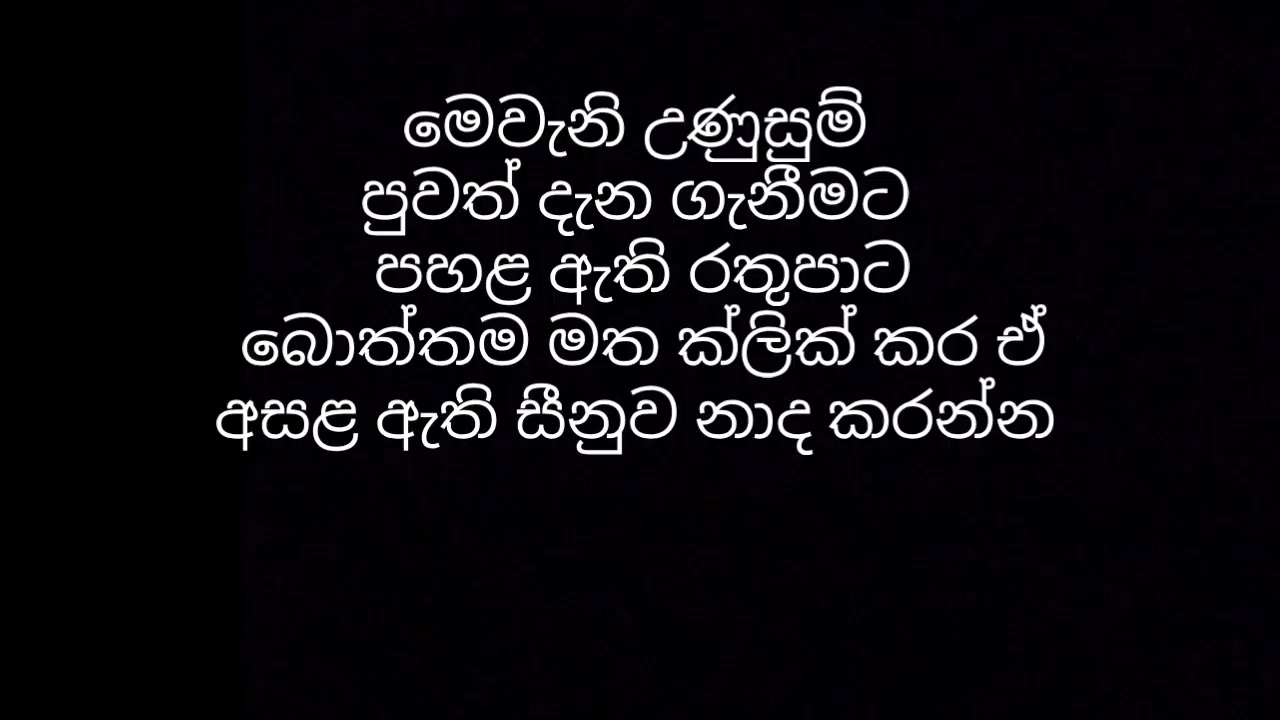 මෙවැනි උණුසුම්
පුවත් දැන ගැනීමට
පහළ ඇති රතුපාට
බොත්තම මත ක්ලික් කර ඒ
අසළ ඇති සීනුව නාද කරන්න